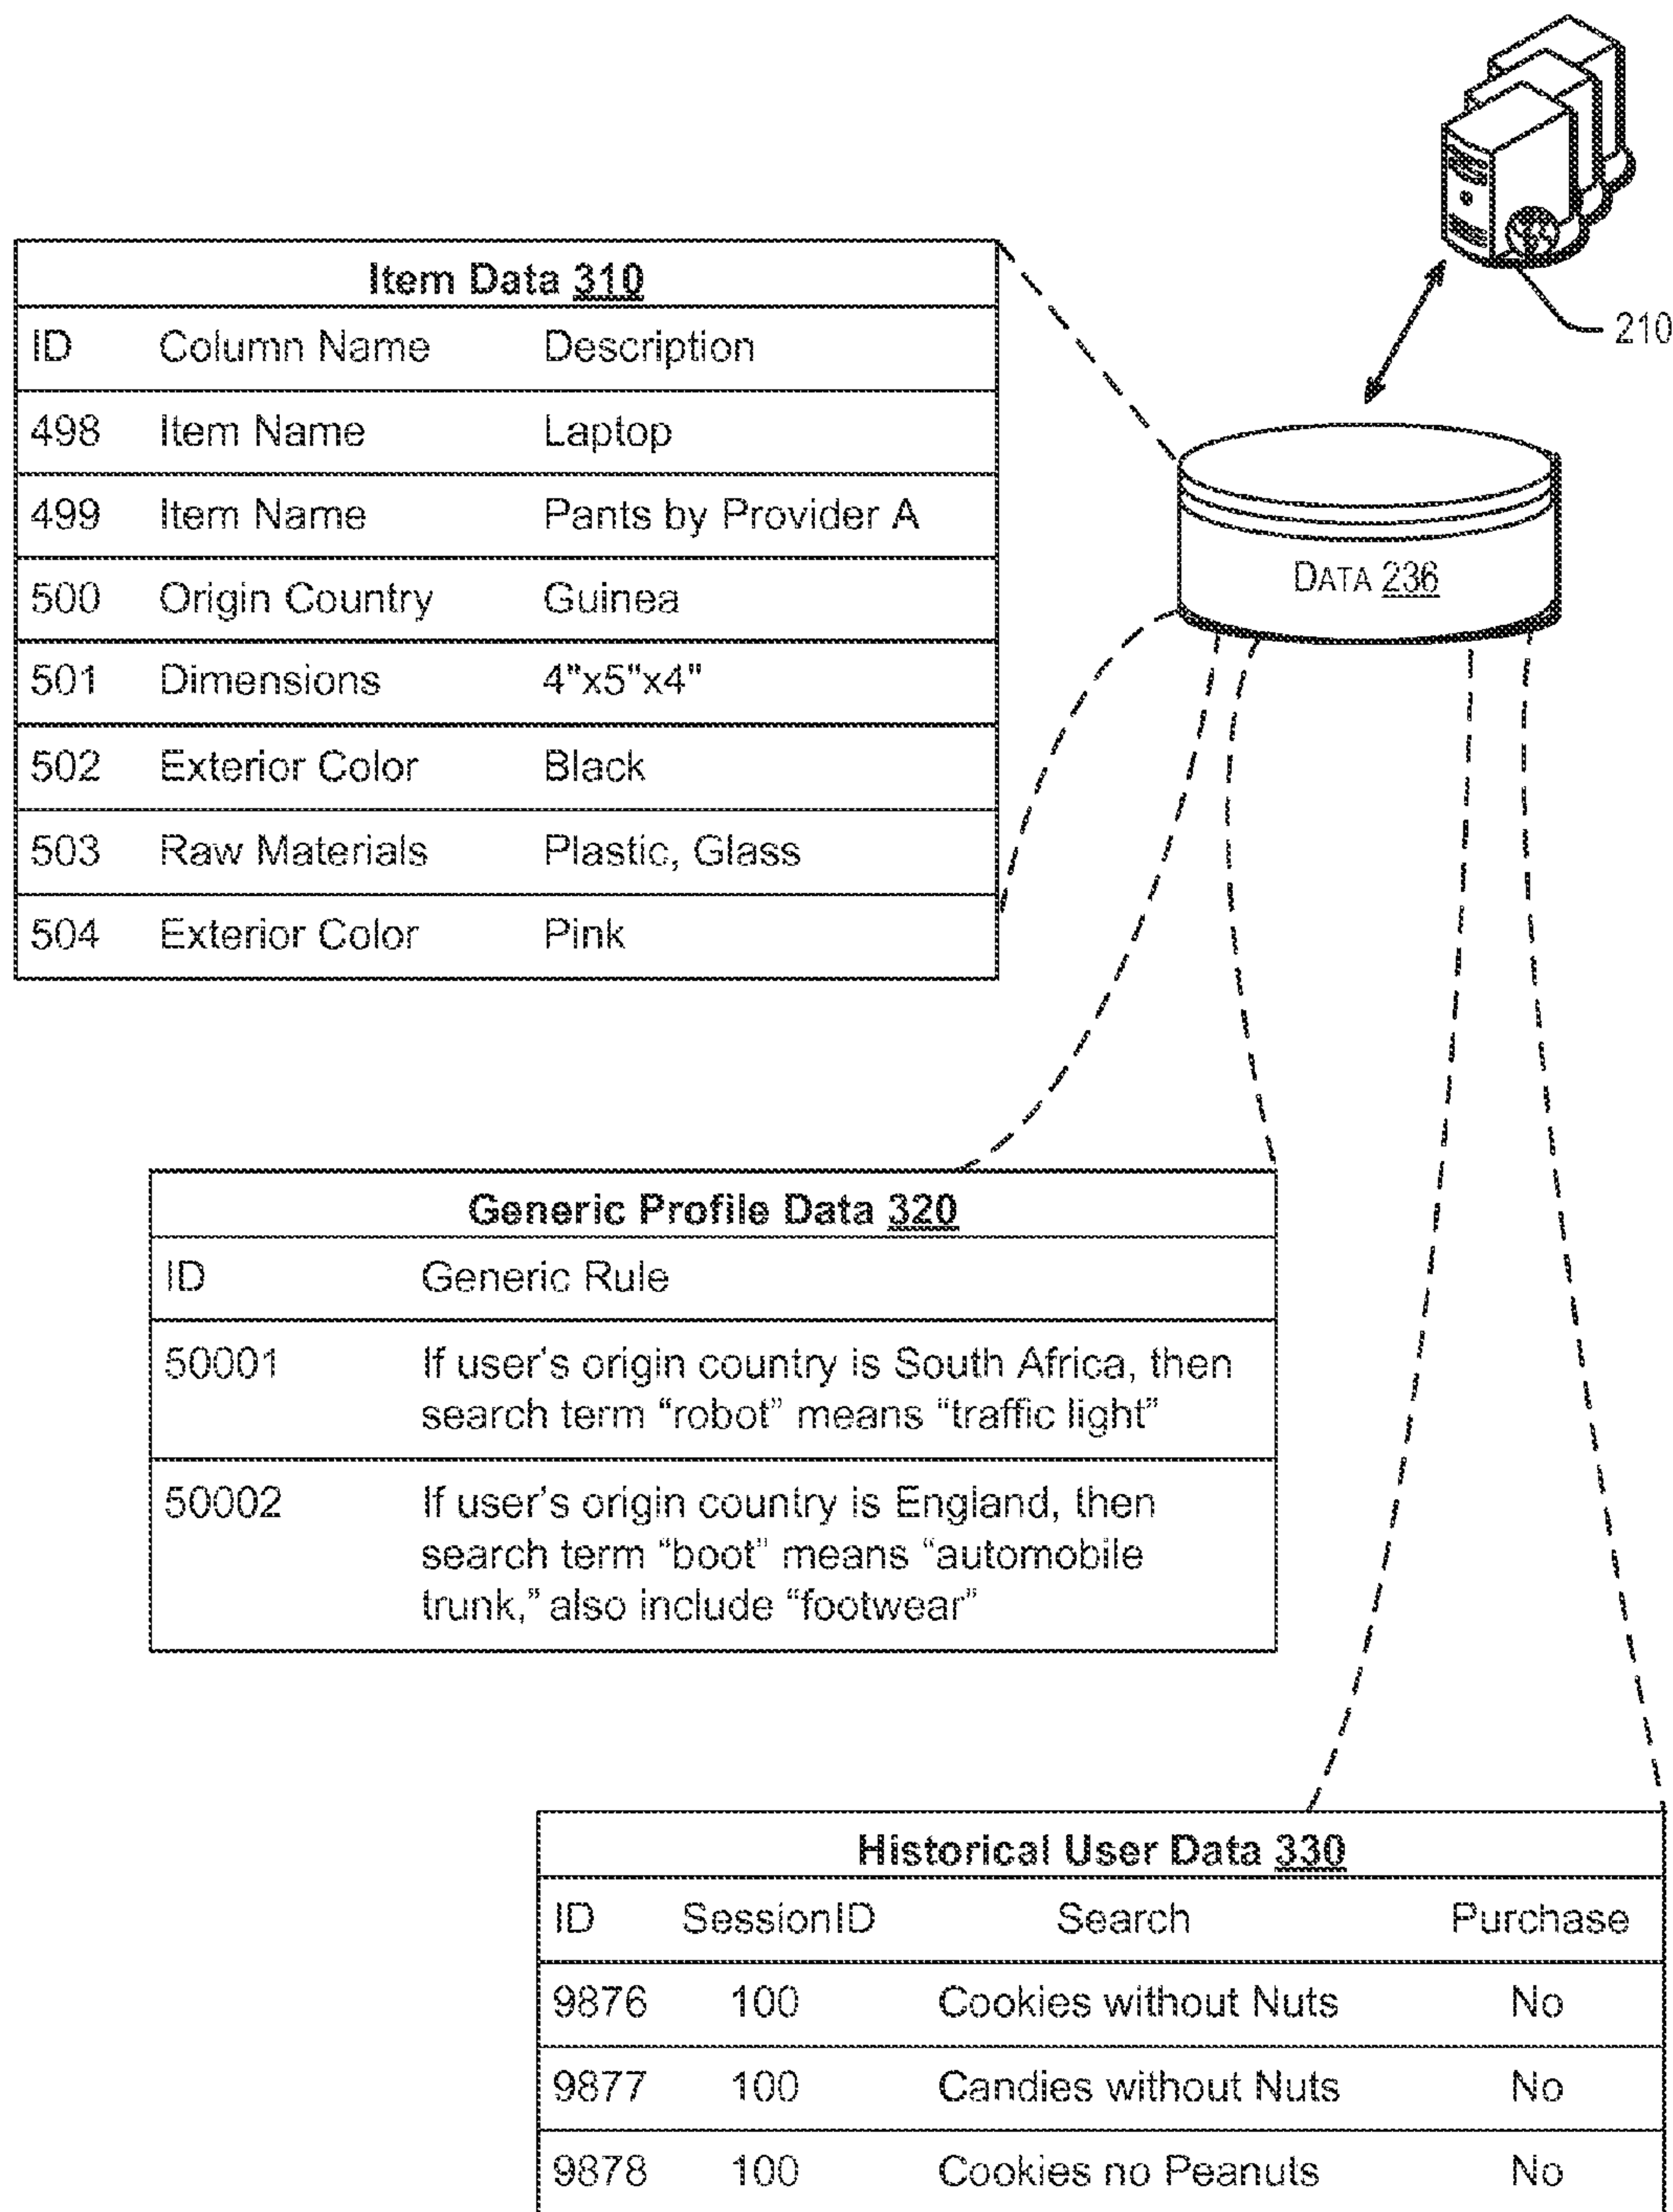 210
Item Data 310
ID Column Name Description
498 Item Name Laptop
499 Item Name Pants by Provider A
500 Origin Country Guinea
501 Dimensions 4"x5"x4"
502 Exterior Color Black
503 Raw Materials Plastic, Glass
504 Exterior Color Pink
DATA 236
Generic Profile Data 320
ID Generic Rule
50001 If user's origin country is South Africa, then
search term “robot” means “traffic light”
50002 If user's origin country is England, then
search term “boot” means “automobile
trunk,” also include “footwear”
Historical User Data 330
ID SessionID Search Purchase
9876 100 Cookies without Nuts No
9877 100 Candies without Nuts No
9878 100 Cookies no Peanuts No